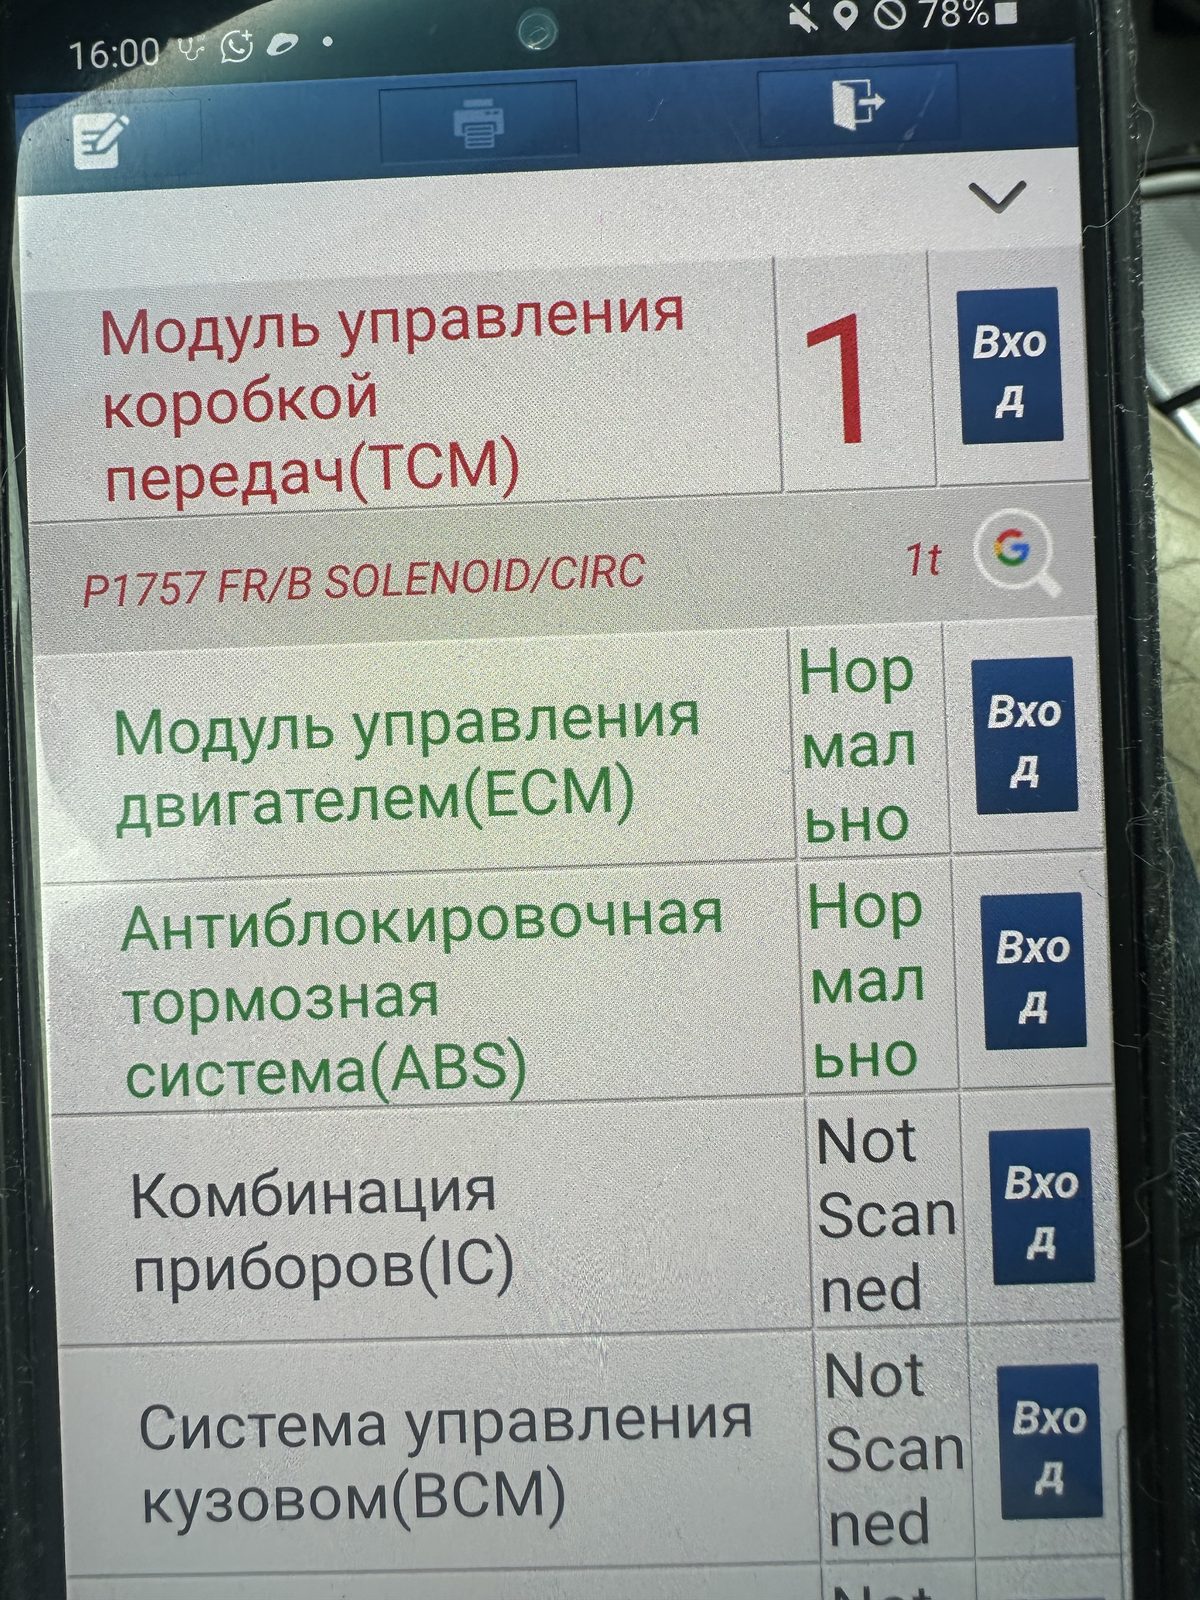 16:00
78%
Модуль управления
коробкой
передач(TCM)
1
Вхо
д
P1757 FR/B SOLENOID/CIRC
1t
G
Модуль управления
двигателем(ECM)
Нор
мал
ьно
Вхо
д
Антиблокировочная
тормозная
система(ABS)
Нор
мал
ьно
Вхо
д
Комбинация
приборов(IC)
Not
Scan
ned
Вхо
д
Система управления
кузовом(BCM)
Not
Scan
ned
Вхо
д
Not